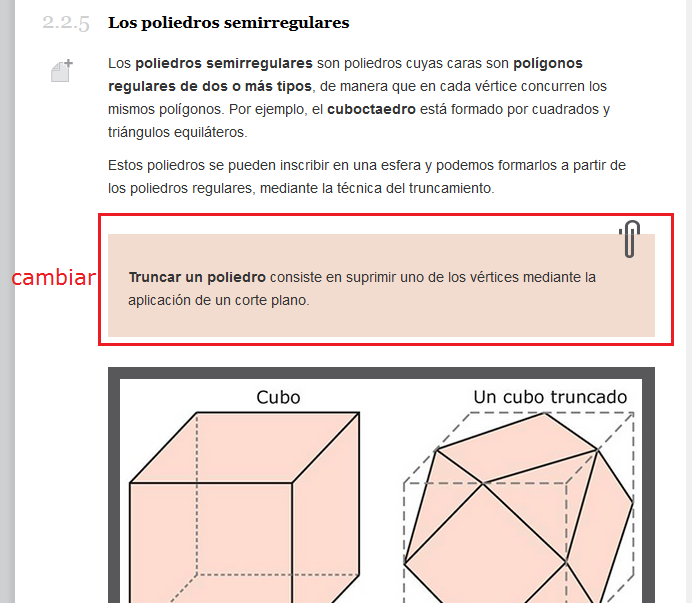 2.2.5 Los poliedros semirregulares
Los poliedros semirregulares son poliedros cuyas caras son polígonos
regulares de dos o más tipos, de manera que en cada vértice concurren los
mismos polígonos. Por ejemplo, el cuboctaedro está formado por cuadrados y
triángulos equiláteros.
Estos poliedros se pueden inscribir en una esfera y podemos formarlos a partir de
los poliedros regulares, mediante la técnica del truncamiento.
cambiar
Truncar un poliedro consiste en suprimir uno de los vértices mediante la
aplicación de un corte plano.
Cubo
Un cubo truncado